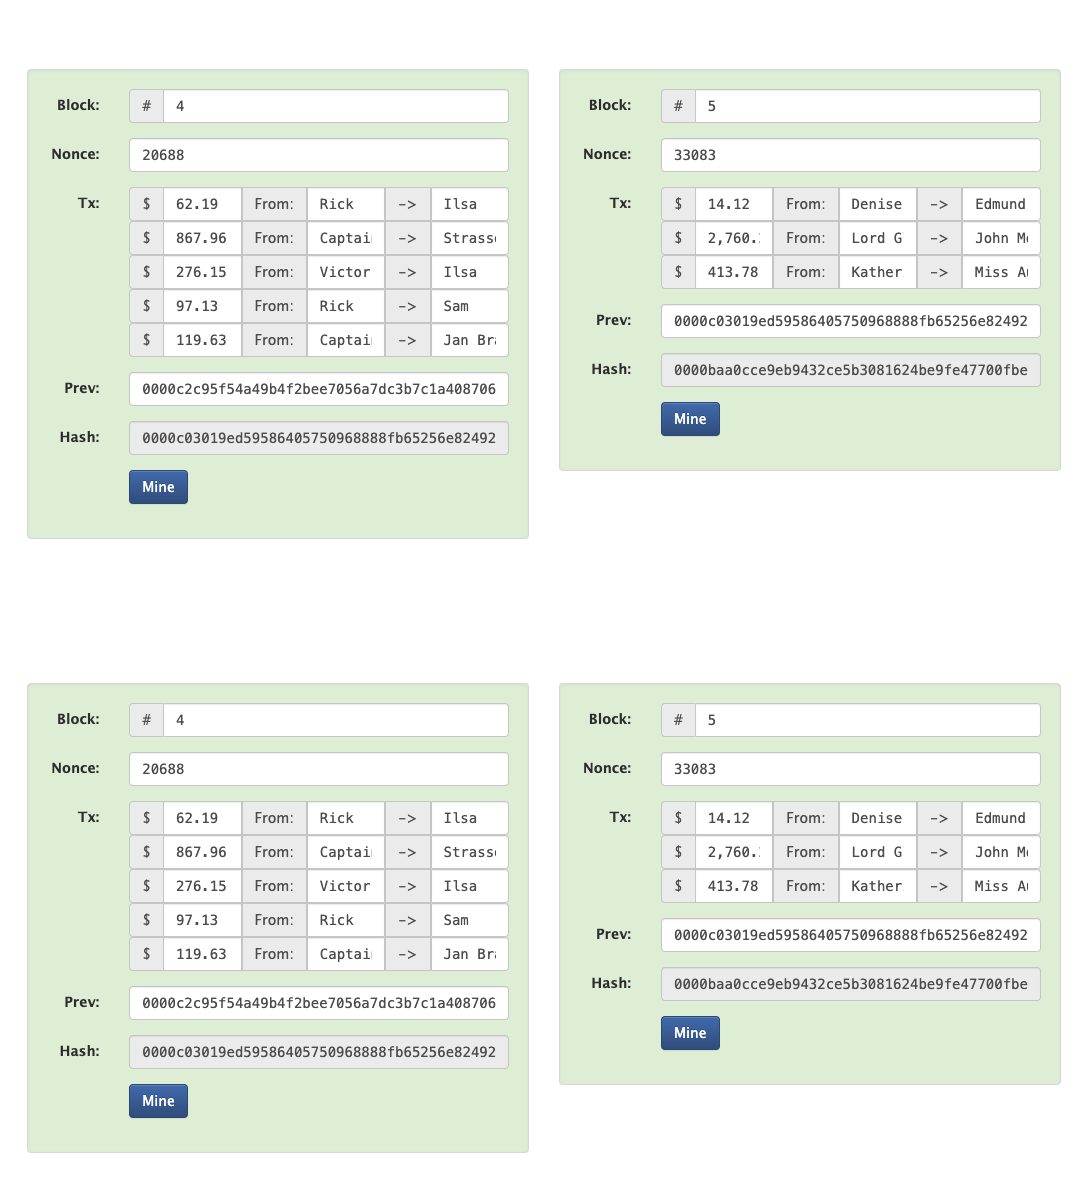 Block: # 4
Nonce: 20688
Tx: $ 62.19 From: Rick -> Ilsa
$ 867.96 From: Captai -> Strass
$ 276.15 From: Victor -> Ilsa
$ 97.13 From: Rick -> Sam
$ 119.63 From: Captai -> Jan Br
Prev: 0000c2c95f54a49b4f2bee7056a7dc3b7c1a408706
Hash: 0000c03019ed59586405750968888fb65256e82492
Mine
Block: # 5
Nonce: 33083
Tx: $ 14.12 From: Denise -> Edmund
$ 2,760. From: Lord G -> John M
$ 413.78 From: Kather -> Miss A
Prev: 0000c03019ed59586405750968888fb65256e82492
Hash: 0000baa0cce9eb9432ce5b3081624be9fe47700fbe
Mine
Block: # 4
Nonce: 20688
Tx: $ 62.19 From: Rick -> Ilsa
$ 867.96 From: Captai -> Strass
$ 276.15 From: Victor -> Ilsa
$ 97.13 From: Rick -> Sam
$ 119.63 From: Captai -> Jan Br
Prev: 0000c2c95f54a49b4f2bee7056a7dc3b7c1a408706
Hash: 0000c03019ed59586405750968888fb65256e82492
Mine
Block: # 5
Nonce: 33083
Tx: $ 14.12 From: Denise -> Edmund
$ 2,760. From: Lord G -> John M
$ 413.78 From: Kather -> Miss A
Prev: 0000c03019ed59586405750968888fb65256e82492
Hash: 0000baa0cce9eb9432ce5b3081624be9fe47700fbe
Mine